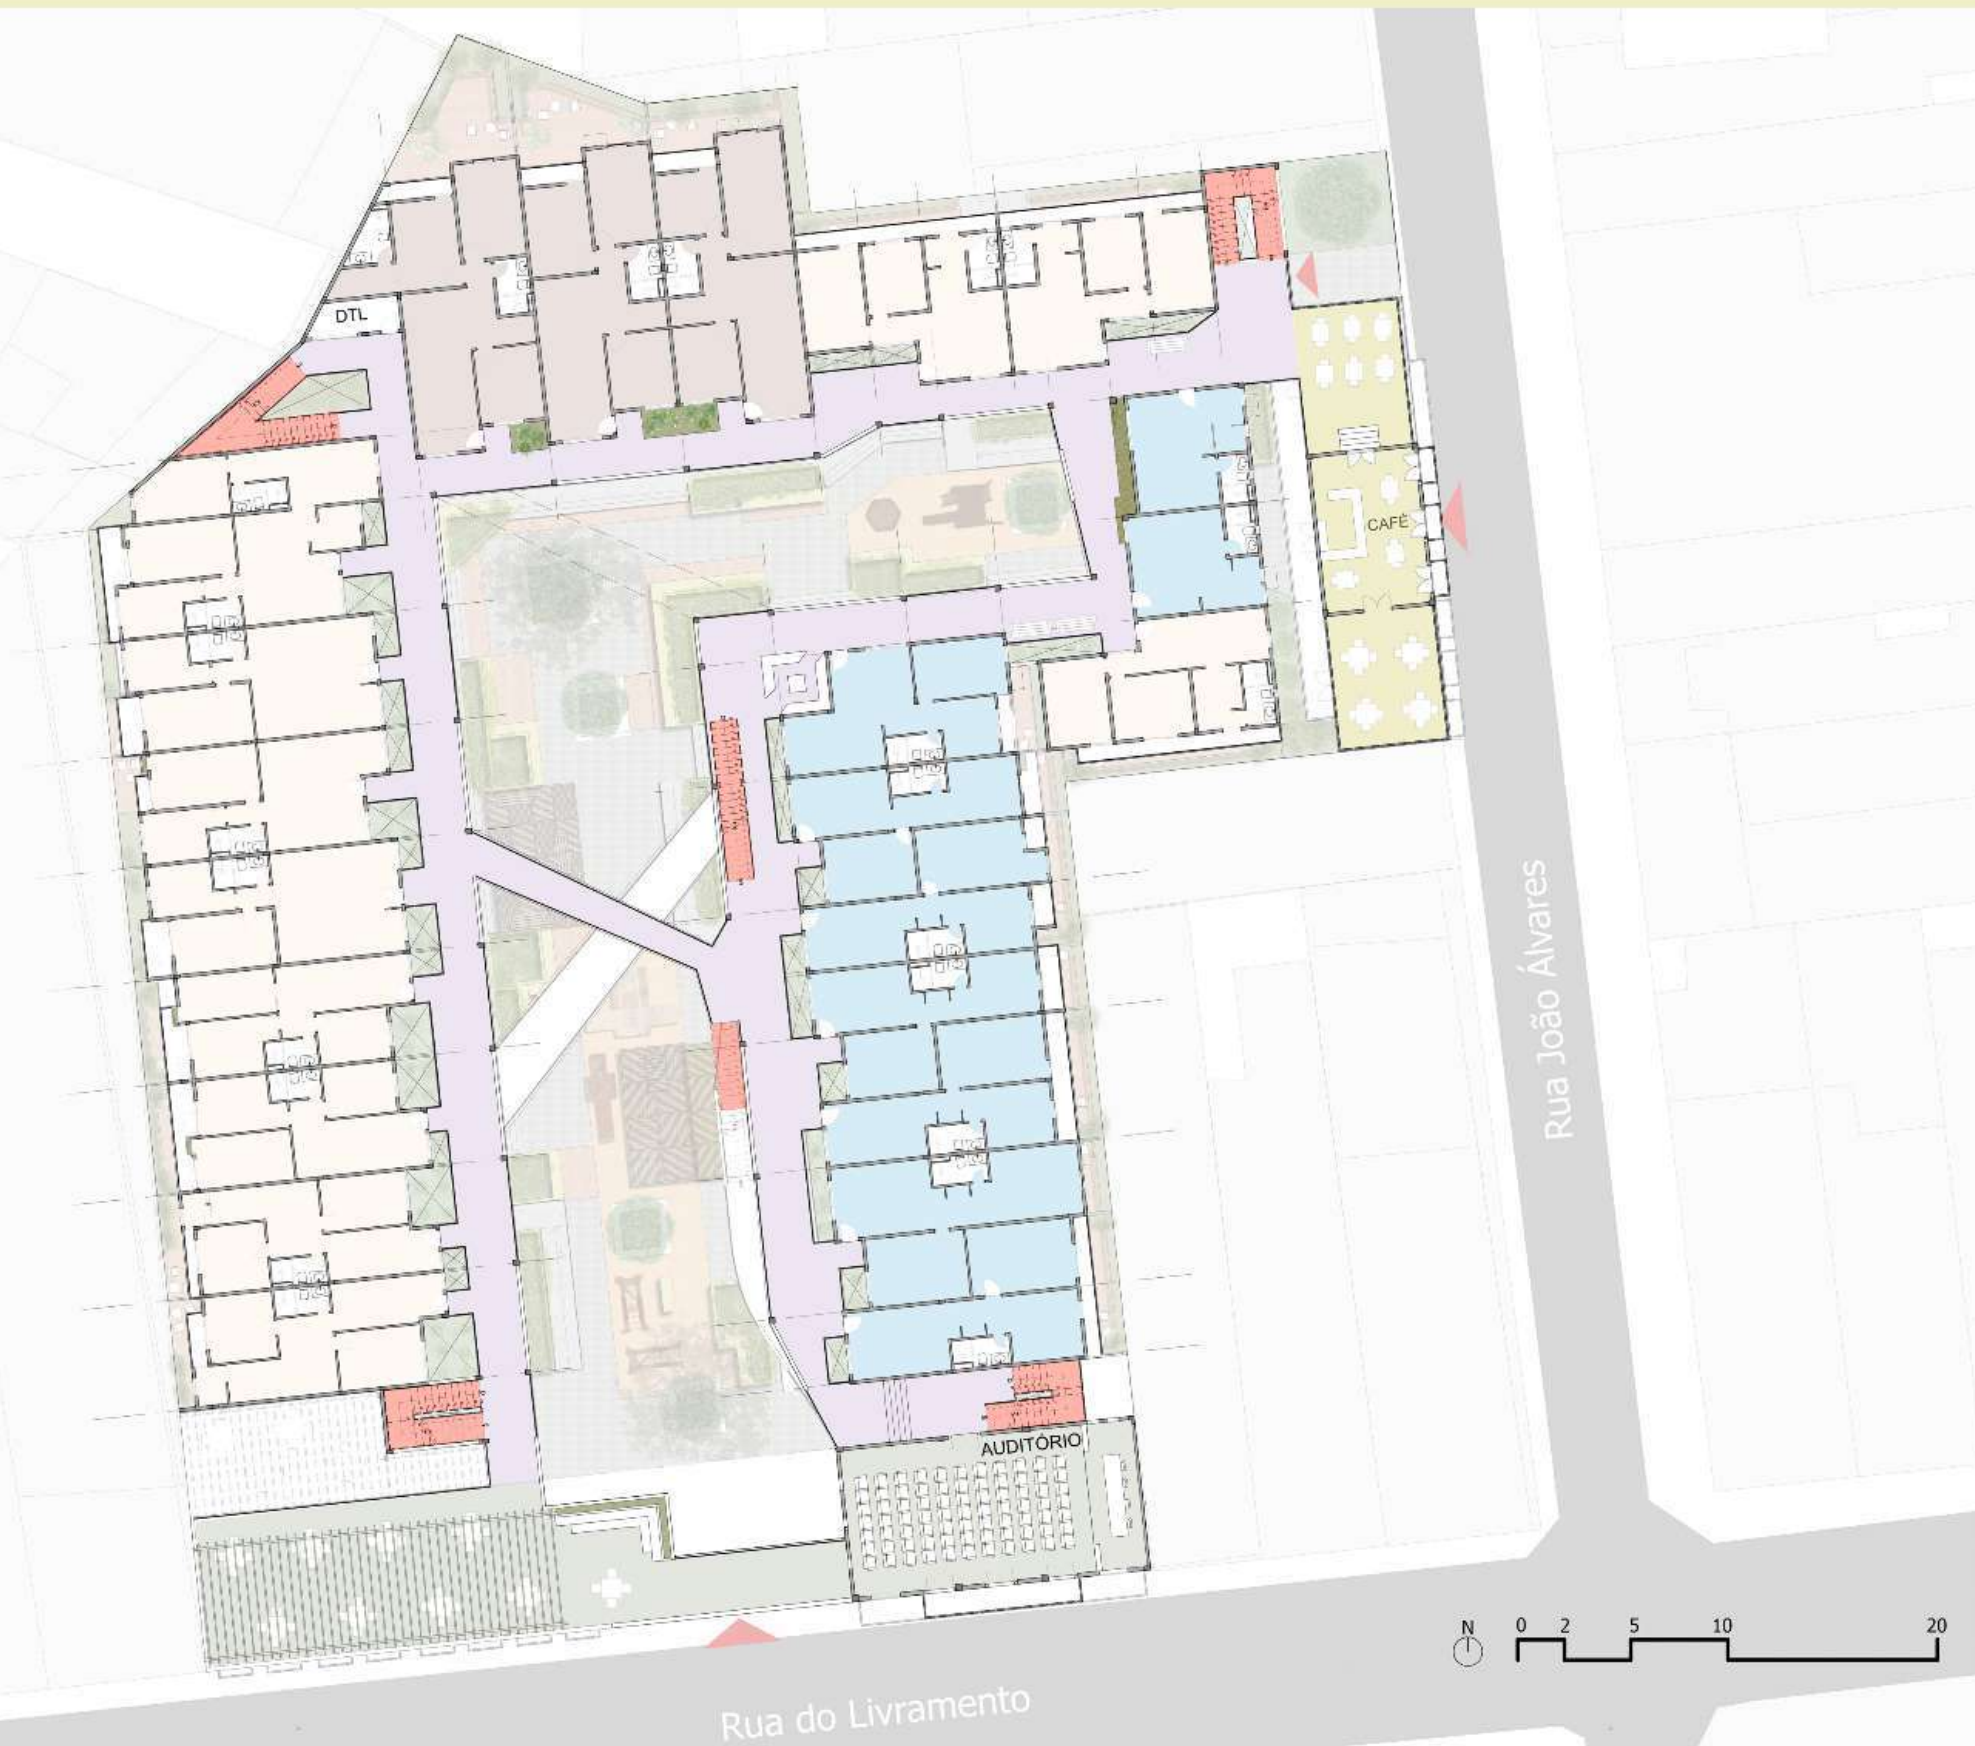 DTL
CAFÉ
Rua João Álvares
AUDITÓRIO
N 0 2 5 10 20
Rua do Livramento